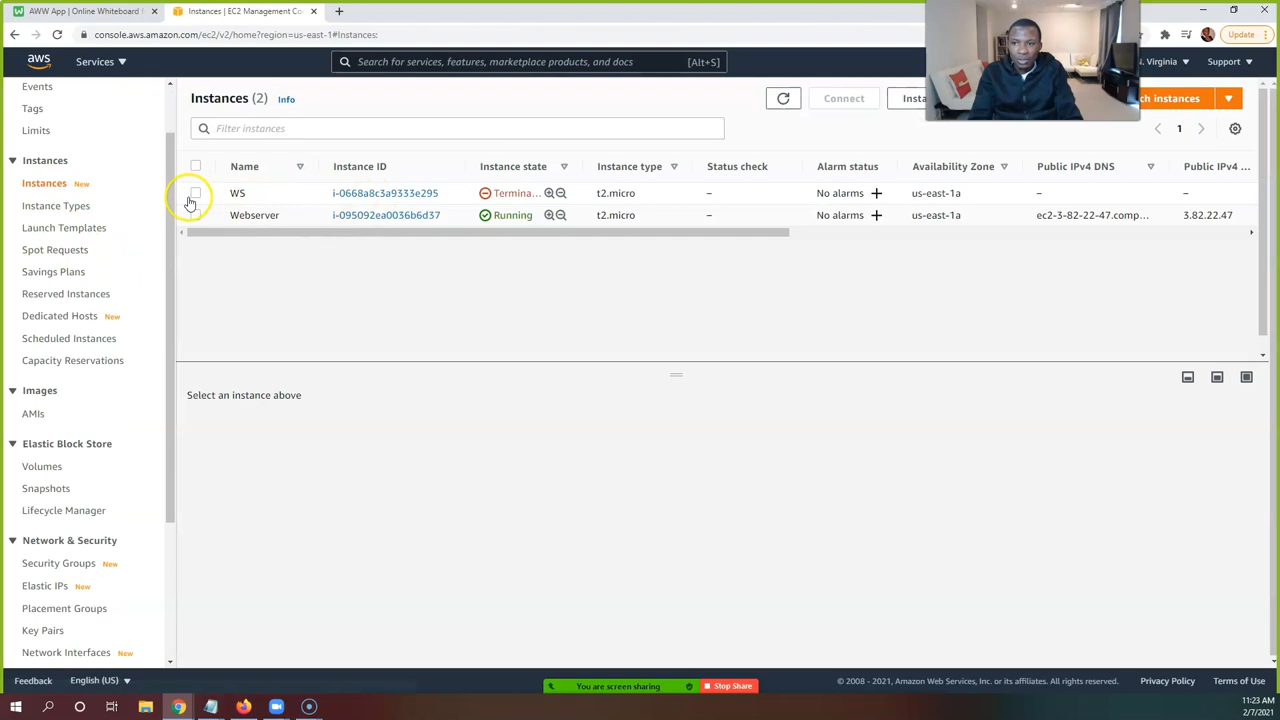 AWW App | Online Whiteboard
Instances | EC2 Management Co
console.aws.amazon.com/ec2/v2/home?region=us-east-1#Instances:
Update
aws
Services
Search for services, features, marketplace products, and docs
[Alt+S]
N. Virginia
Support
Events
Tags
Limits
Instances
Instances New
Instance Types
Launch Templates
Spot Requests
Savings Plans
Reserved Instances
Dedicated Hosts New
Scheduled Instances
Capacity Reservations
Images
AMIs
Elastic Block Store
Volumes
Snapshots
Lifecycle Manager
Network & Security
Security Groups New
Elastic IPs New
Placement Groups
Key Pairs
Network Interfaces New
Instances (2) Info
Connect
Insta
ch instances
Filter instances
1
Name Instance ID Instance state Instance type Status check Alarm status Availability Zone Public IPv4 DNS Public IPv4 ...
WS i-0668a8c3a9333e295 Termina... t2.micro – No alarms + us-east-1a – –
Webserver i-095092ea0036b6d37 Running t2.micro – No alarms + us-east-1a ec2-3-82-22-47.comp... 3.82.22.47
Select an instance above
Feedback
English (US)
You are screen sharing
Stop Share
© 2008 - 2021, Amazon Web Services, Inc. or its affiliates. All rights reserved.
Privacy Policy
Terms of Use
11:23 AM
2/7/2021